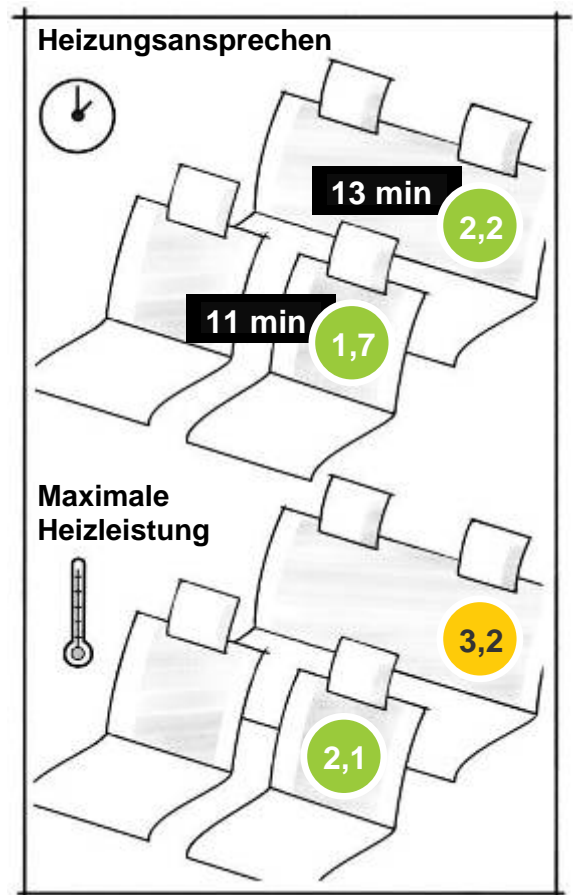 Heizungsansprechen
13 min
2,2
11 min
1,7
Maximale
Heizleistung
3,2
2,1